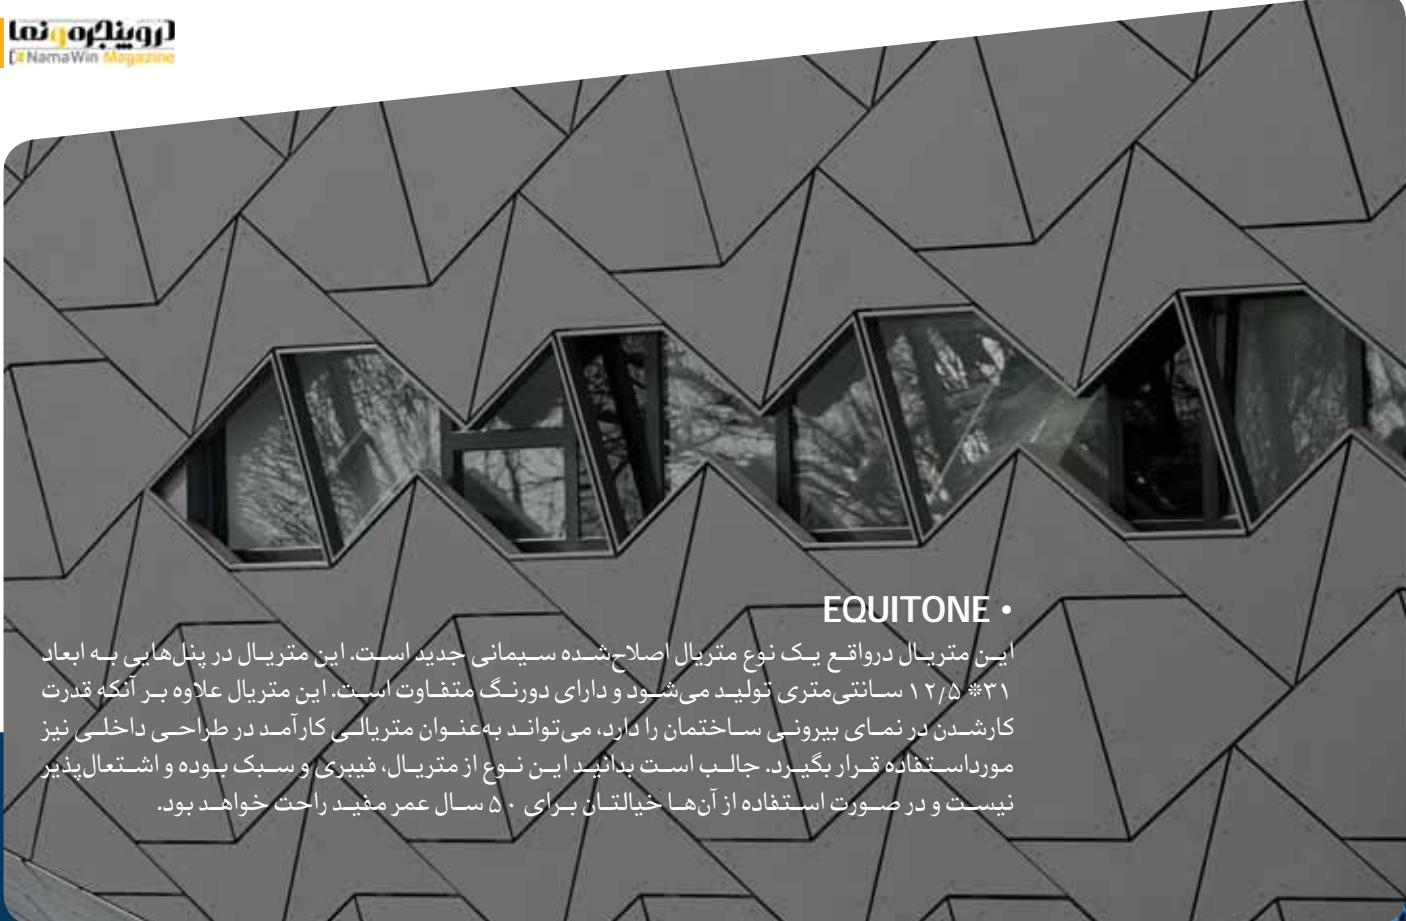 دروپنجره‌ونما
NamaWin Magazine
• EQUITONE
ایـن متریـال درواقـع یـک نوع متریال اصلاح‌شـده سـیمانی جدید اسـت. این متریـال در پنل‌هایی بـه ابعاد
۳۱* ۱۲/۵ سـانتی‌متری تولیـد می‌شـود و دارای دورنـگ متفـاوت اسـت. این متریال علاوه بـر آنکه قدرت
کارشـدن در نمـای بیرونـی سـاختمان را دارد، می‌توانـد به‌عنـوان متریالـی کارآمـد در طراحـی داخلـی نیز
مورداسـتفاده قـرار بگیـرد. جالـب اسـت بدانیـد ایـن نـوع از متریـال، فیبری و سـبک بـوده و اشـتعال‌پذیر
نیسـت و در صـورت اسـتفاده از آن‌هـا خیالتـان بـرای ۵۰ سـال عمر مفیـد راحت خواهـد بود.